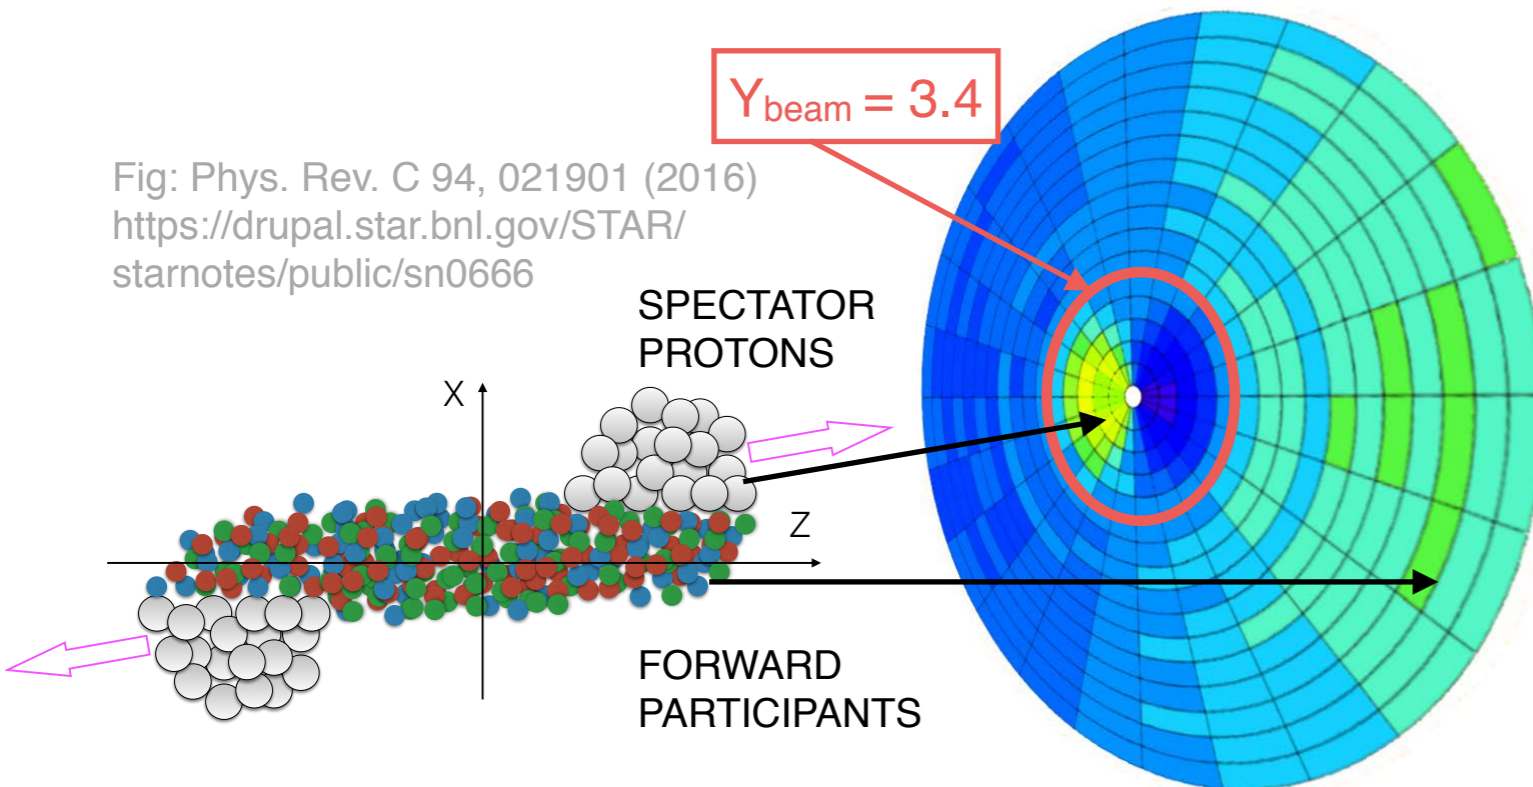 Y_beam = 3.4
Fig: Phys. Rev. C 94, 021901 (2016)
https://drupal.star.bnl.gov/STAR/
starnotes/public/sn0666
SPECTATOR
PROTONS
X
Z
FORWARD
PARTICIPANTS